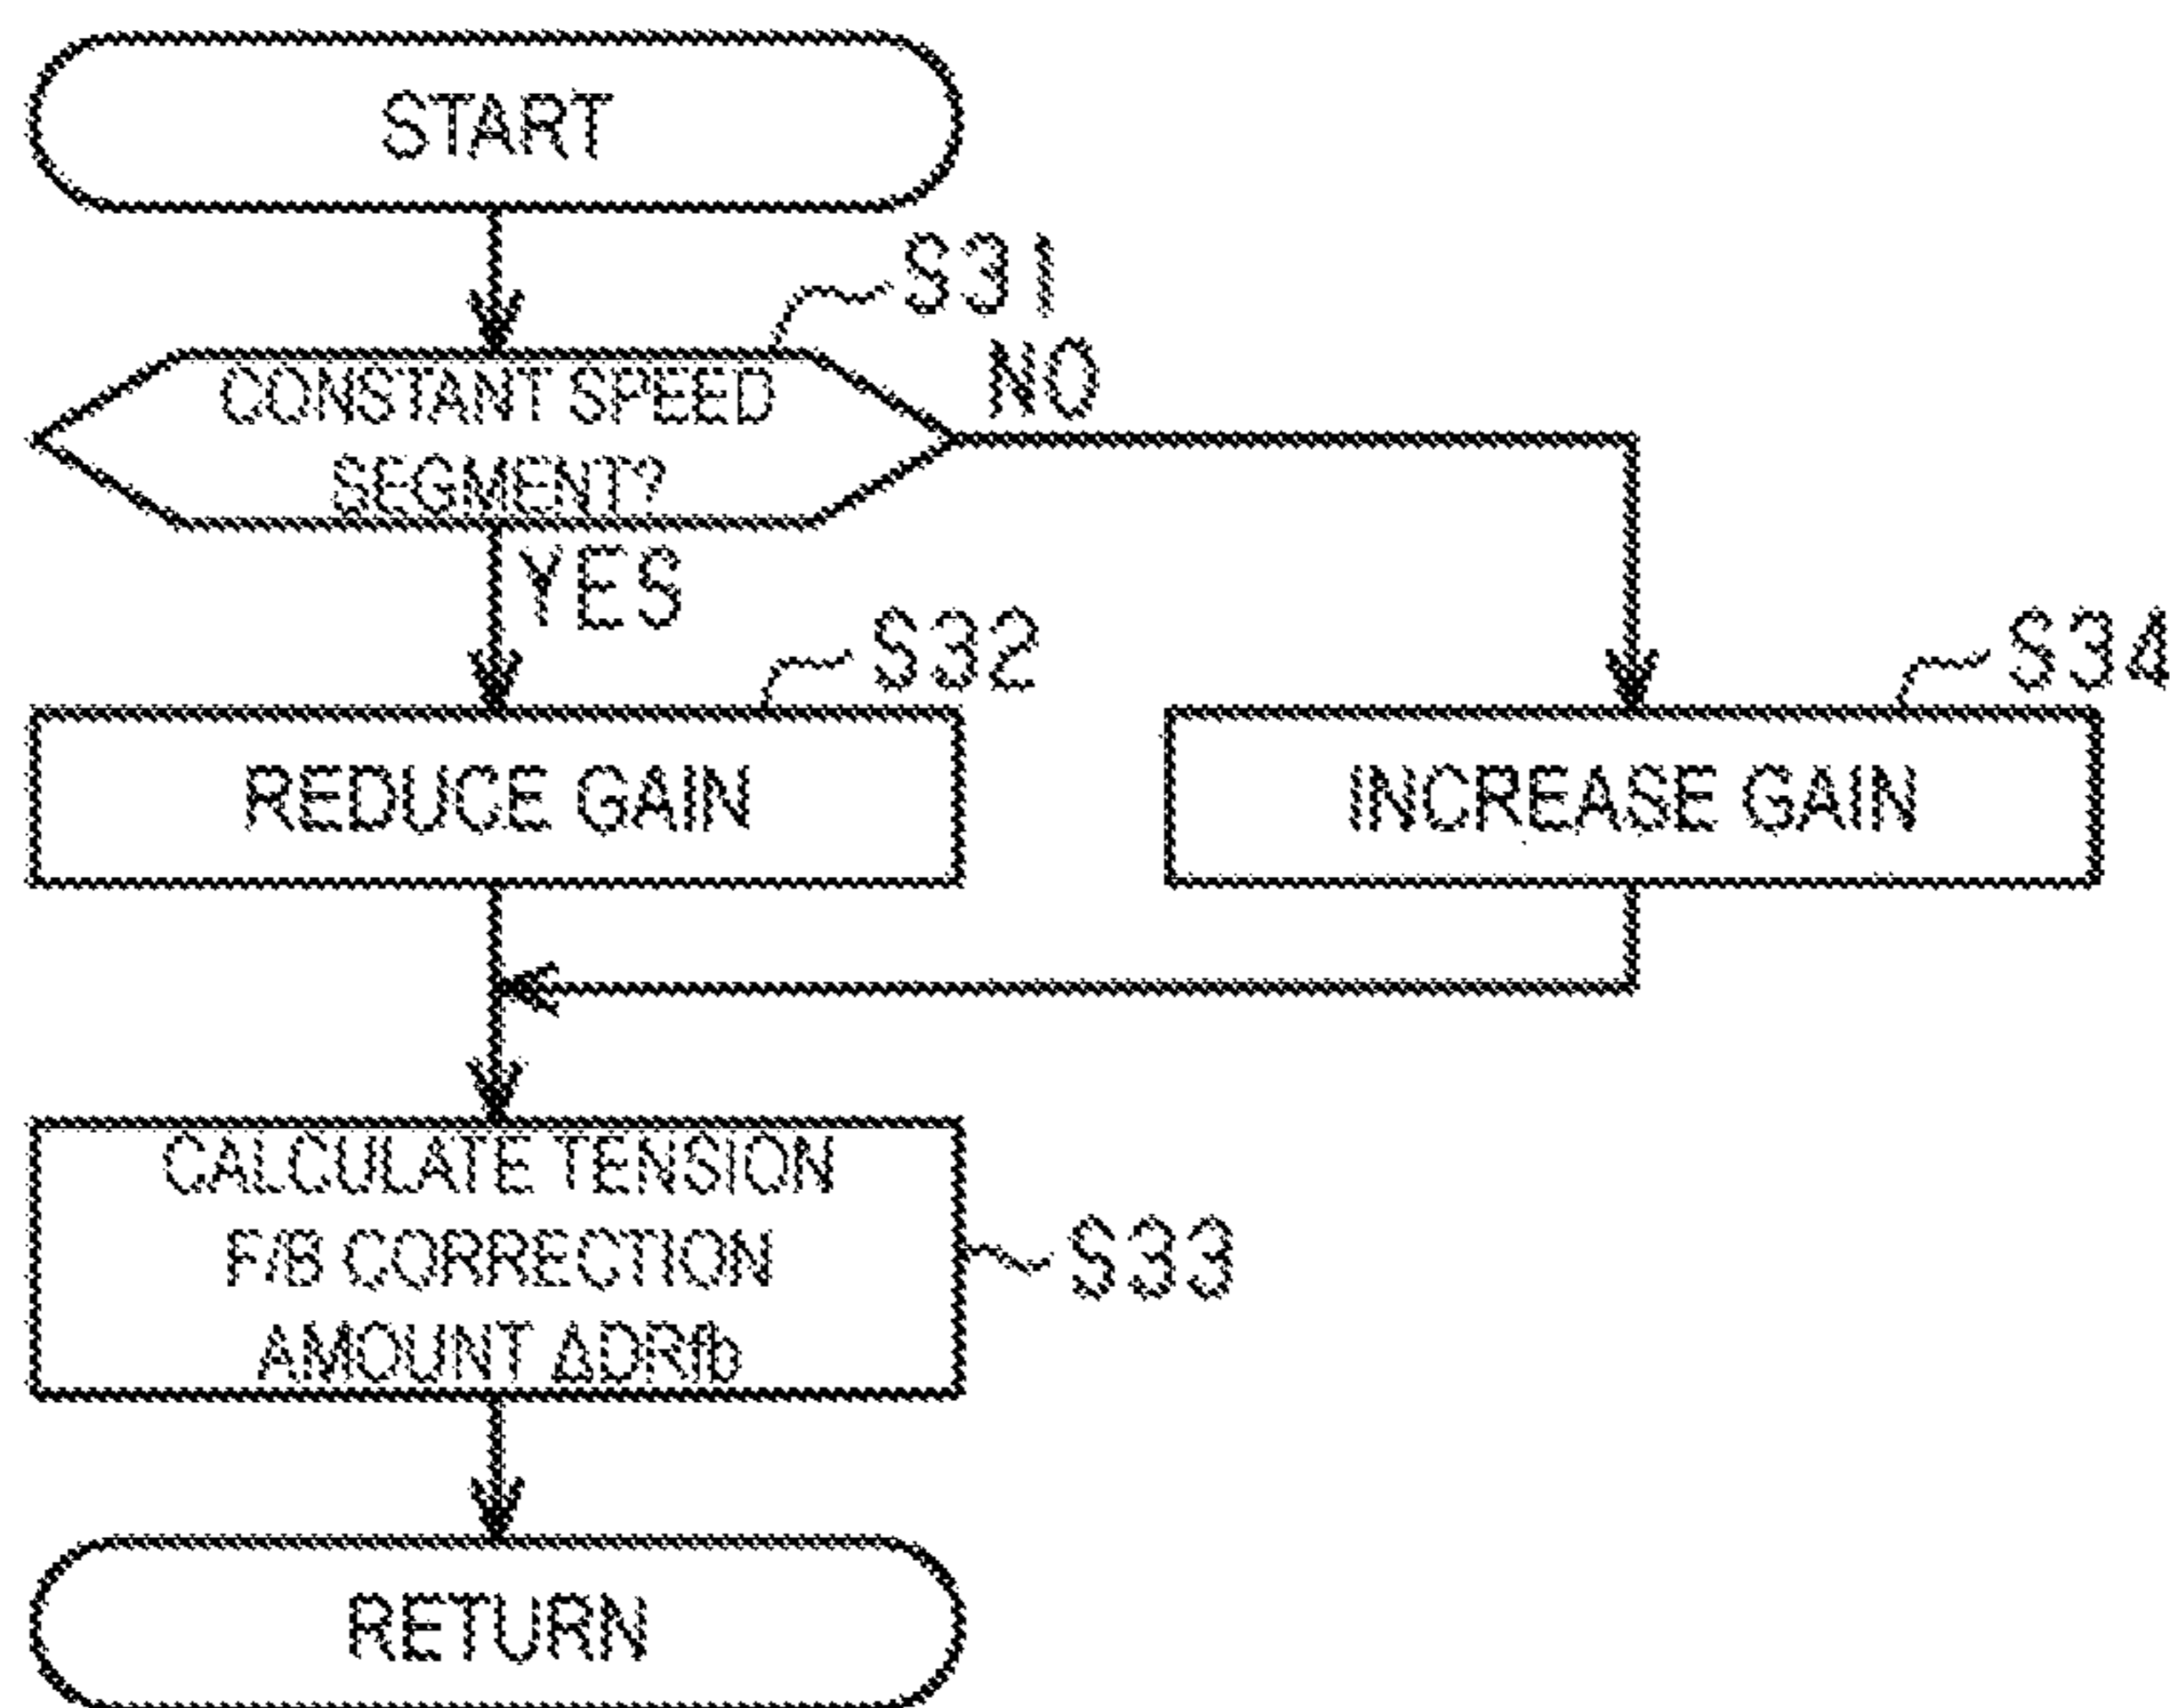 START
S31
CONSTANT SPEED
SEGMENT?
NO
YES
S32
REDUCE GAIN
S34
INCREASE GAIN
CALCULATE TENSION
F/B CORRECTION
AMOUNT ΔDRfb
S33
RETURN